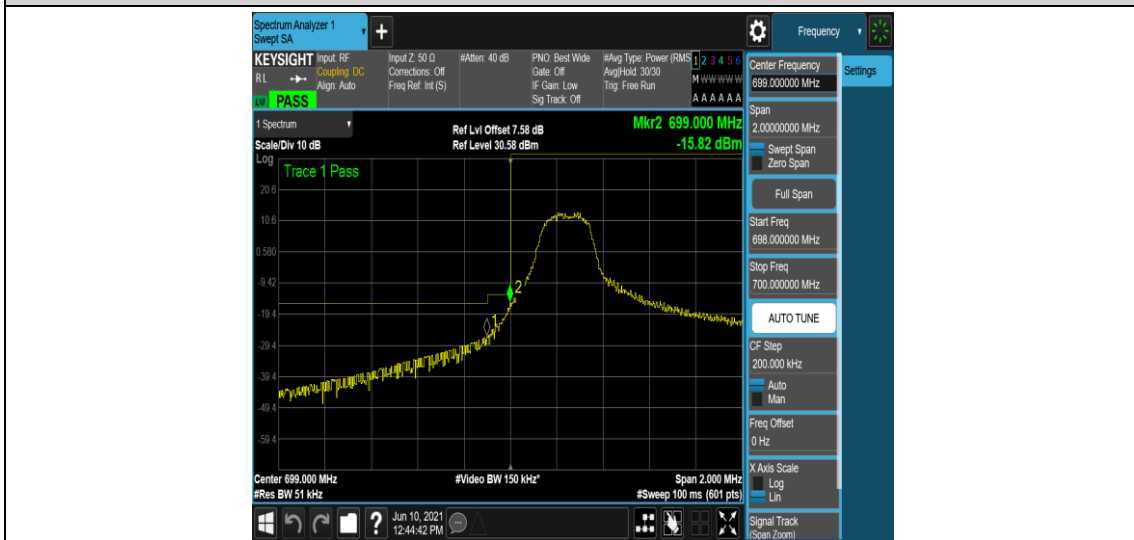 Spectrum Analyzer 1
Swept SA
+
Frequency
KEYSIGHT
RL
LXI
PASS
Input: RF
Coupling: DC
Align: Auto
Input Z: 50 Ω
Corrections: Off
Freq Ref: Int (S)
#Atten: 40 dB
PNO: Best Wide
Gate: Off
IF Gain: Low
Sig Track: Off
#Avg Type: Power (RMS
Avg|Hold: 30/30
Trig: Free Run
1 2 3 4 5 6
M W W W W W
A A A A A A
Center Frequency
699.000000 MHz
Settings
1 Spectrum
Scale/Div 10 dB
Ref Lvl Offset 7.58 dB
Ref Level 30.58 dBm
Mkr2 699.000 MHz
-15.82 dBm
Log
Trace 1 Pass
20.6
10.6
0.580
-9.42
-19.4
-29.4
-39.4
-49.4
-59.4
1
2
Span
2.00000000 MHz
Swept Span
Zero Span
Full Span
Start Freq
698.000000 MHz
Stop Freq
700.000000 MHz
AUTO TUNE
CF Step
200.000 kHz
Auto
Man
Freq Offset
0 Hz
X Axis Scale
Log
Lin
Signal Track
(Span Zoom)
Center 699.000 MHz
#Res BW 51 kHz
#Video BW 150 kHz*
Span 2.000 MHz
#Sweep 100 ms (601 pts)
?
Jun 10, 2021
12:44:42 PM